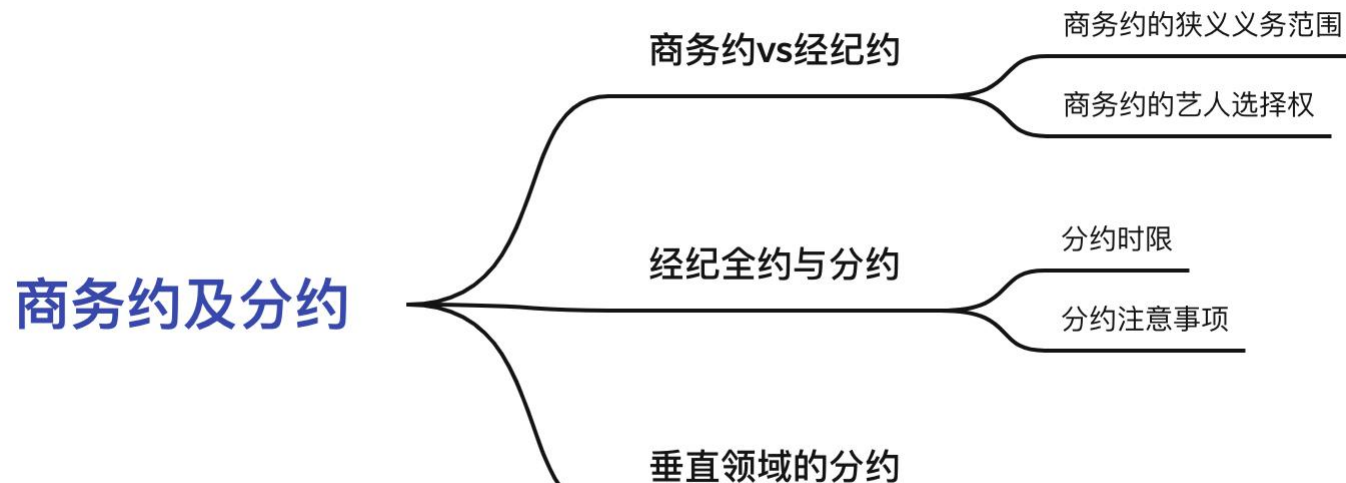 商务约及分约
商务约vs经纪约
商务约的狭义义务范围
商务约的艺人选择权
经纪全约与分约
分约时限
分约注意事项
垂直领域的分约